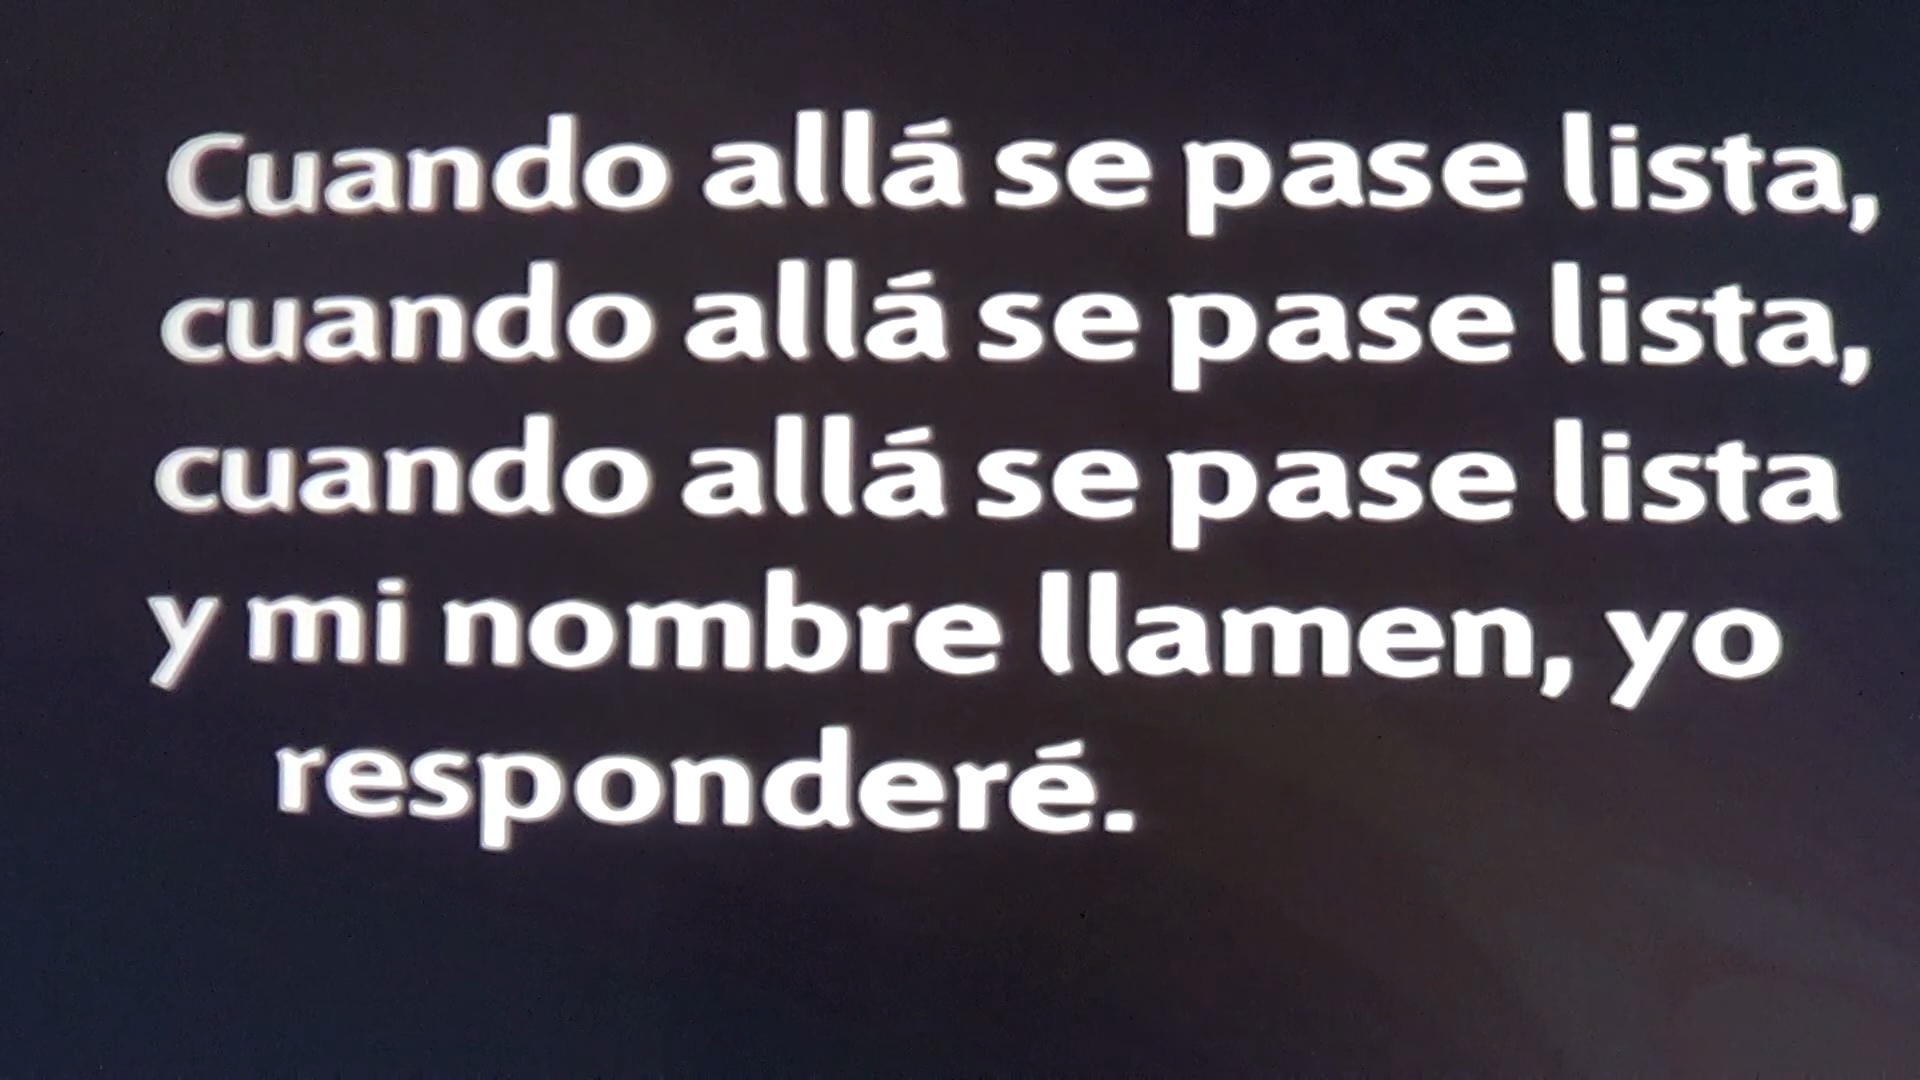 Cuando allá se pase lista,
cuando allá se pase lista,
cuando allá se pase lista
y mi nombre llamen, yo
responderé.